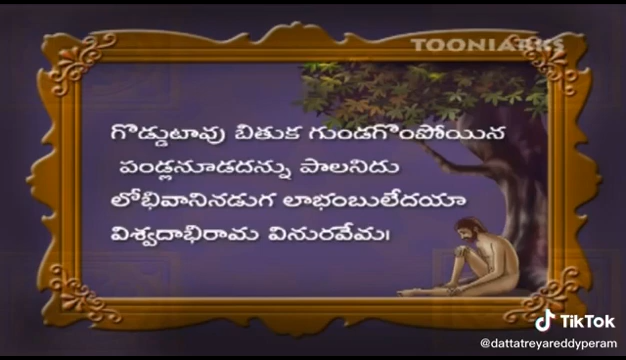 TOONIARKS
గొడ్డుటావు బితుక గుండగొంపోయిన
పండ్లనూడదన్ను పాలనిదు
లోభివానినడుగ లాభంబులేదయా
విశ్వదాభిరామ వినురవేమ।
TikTok
@dattatreyareddyperam